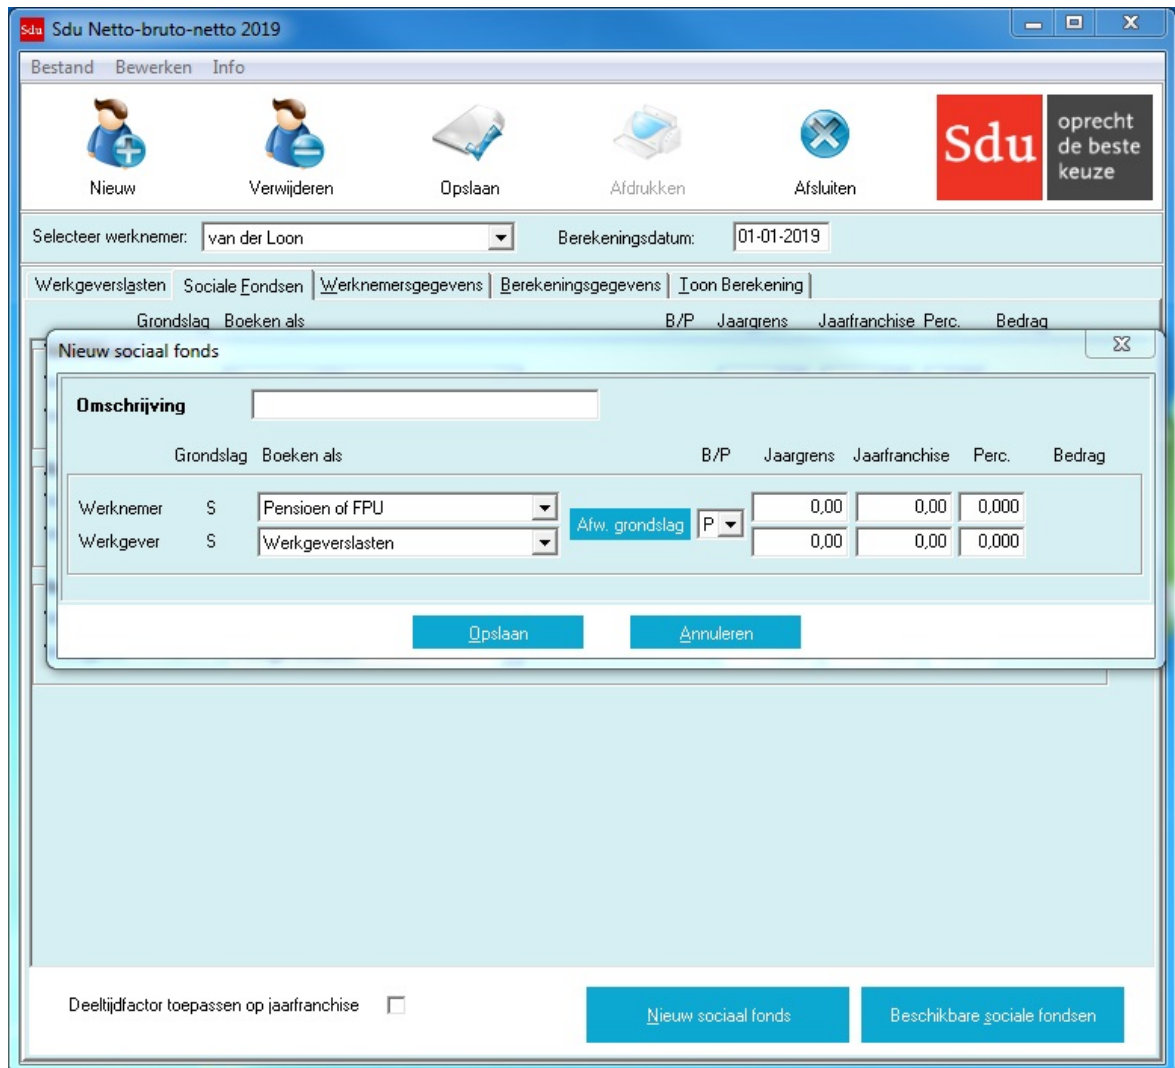 Sdu Sdu Netto-bruto-netto 2019
Bestand Bewerken Info
Nieuw Verwijderen Opslaan Afdrukken Afsluiten
Sdu
oprecht
de beste
keuze
Selecteer werknemer: van der Loon Berekeningsdatum: 01-01-2019
Werkgeverslasten Sociale Fondsen Werknemersgegevens Berekeningsgegevens Toon Berekening
Grondslag Boeken als B/P Jaargrens Jaarfranchise Perc. Bedrag
Nieuw sociaal fonds
Omschrijving
Grondslag Boeken als B/P Jaargrens Jaarfranchise Perc. Bedrag
Werknemer S Pensioen of FPU 0,00 0,00 0,000
Afw. grondslag P
Werkgever S Werkgeverslasten 0,00 0,00 0,000
Opslaan Annuleren
Deeltijdfactor toepassen op jaarfranchise Nieuw sociaal fonds Beschikbare sociale fondsen